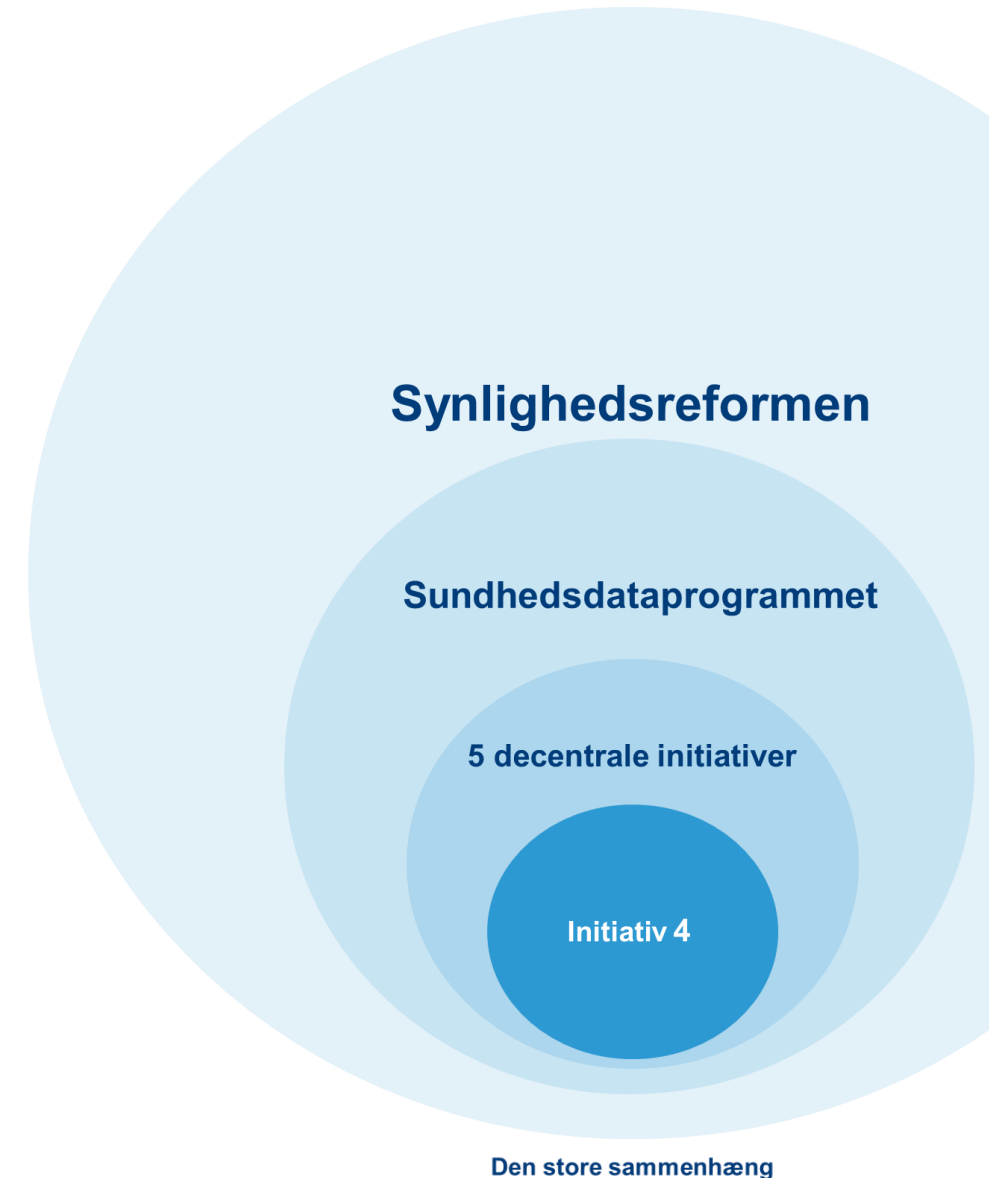 Synlighedsreformen
Sundhedsdataprogrammet
5 decentrale initiativer
Initiativ 4
Den store sammenhæng